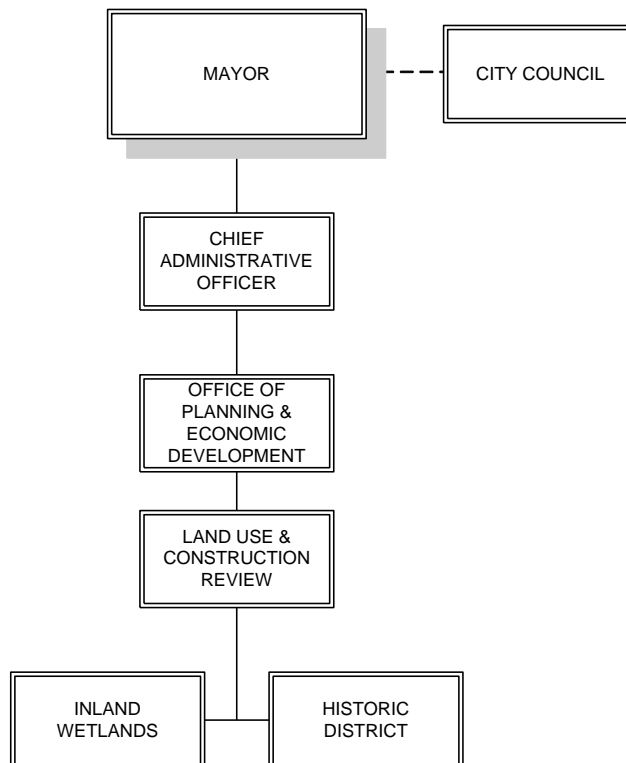 MAYOR
CITY COUNCIL
CHIEF
ADMINISTRATIVE
OFFICER
OFFICE OF
PLANNING &
ECONOMIC
DEVELOPMENT
LAND USE &
CONSTRUCTION
REVIEW
INLAND
WETLANDS
HISTORIC
DISTRICT